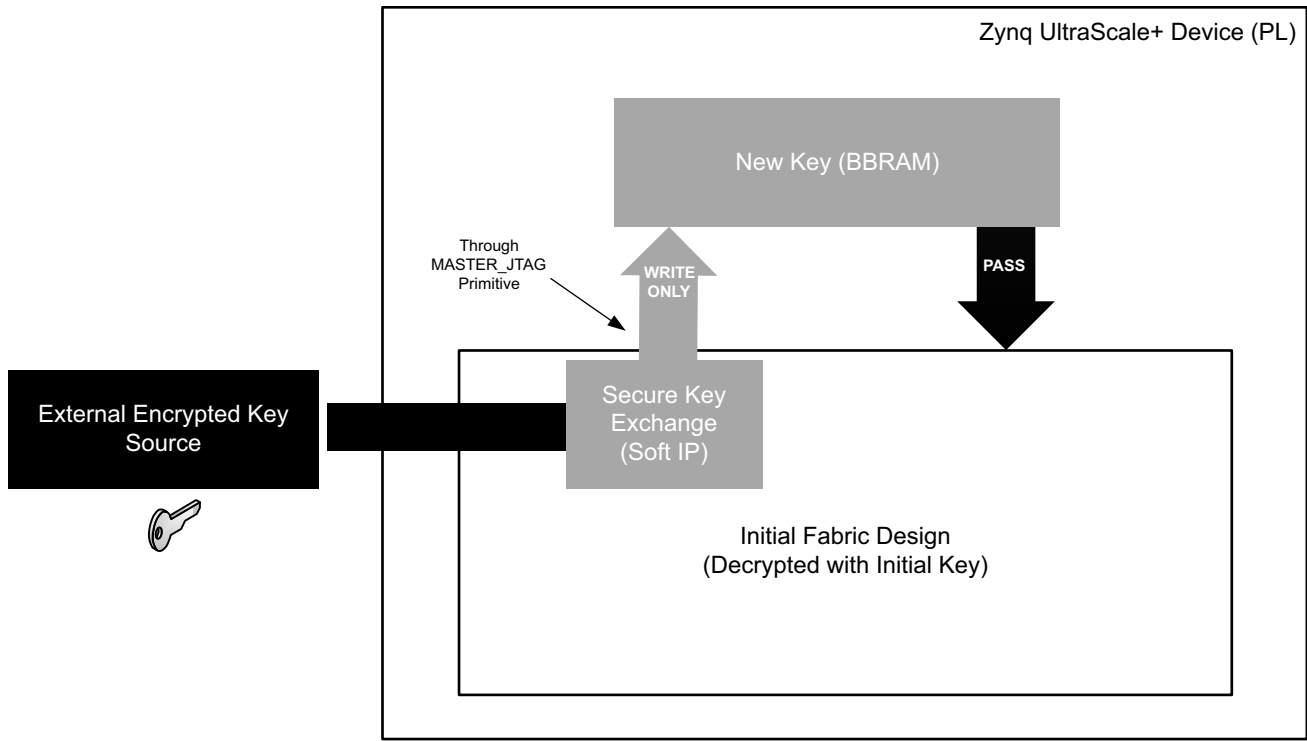 Zynq UltraScale+ Device (PL)
New Key (BBRAM)
Through
MASTER_JTAG
Primitive
WRITE
ONLY
PASS
External Encrypted Key
Source
Secure Key
Exchange
(Soft IP)
Initial Fabric Design
(Decrypted with Initial Key)